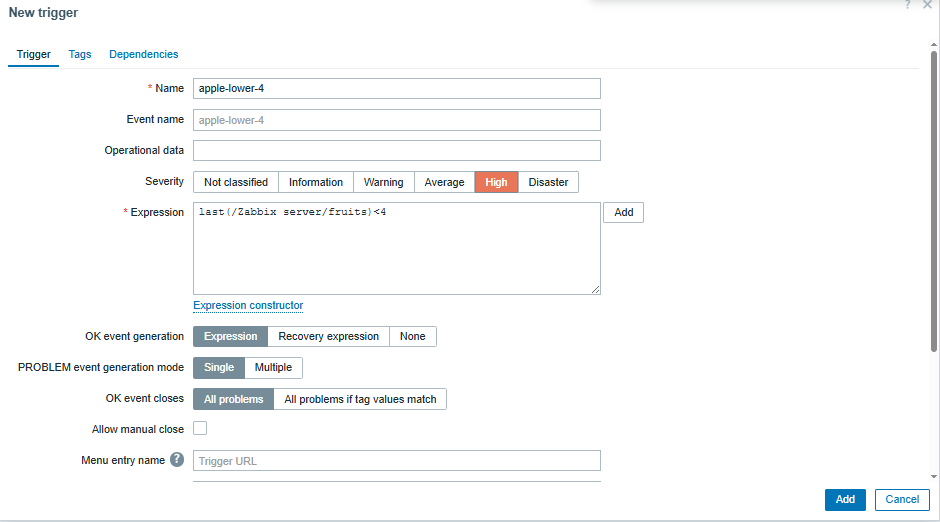 New trigger
? ×
Trigger Tags Dependencies
* Name apple-lower-4
Event name apple-lower-4
Operational data
Severity Not classified Information Warning Average High Disaster
* Expression last(/Zabbix server/fruits)<4 Add
Expression constructor
OK event generation Expression Recovery expression None
PROBLEM event generation mode Single Multiple
OK event closes All problems All problems if tag values match
Allow manual close
Menu entry name ? Trigger URL
Add Cancel